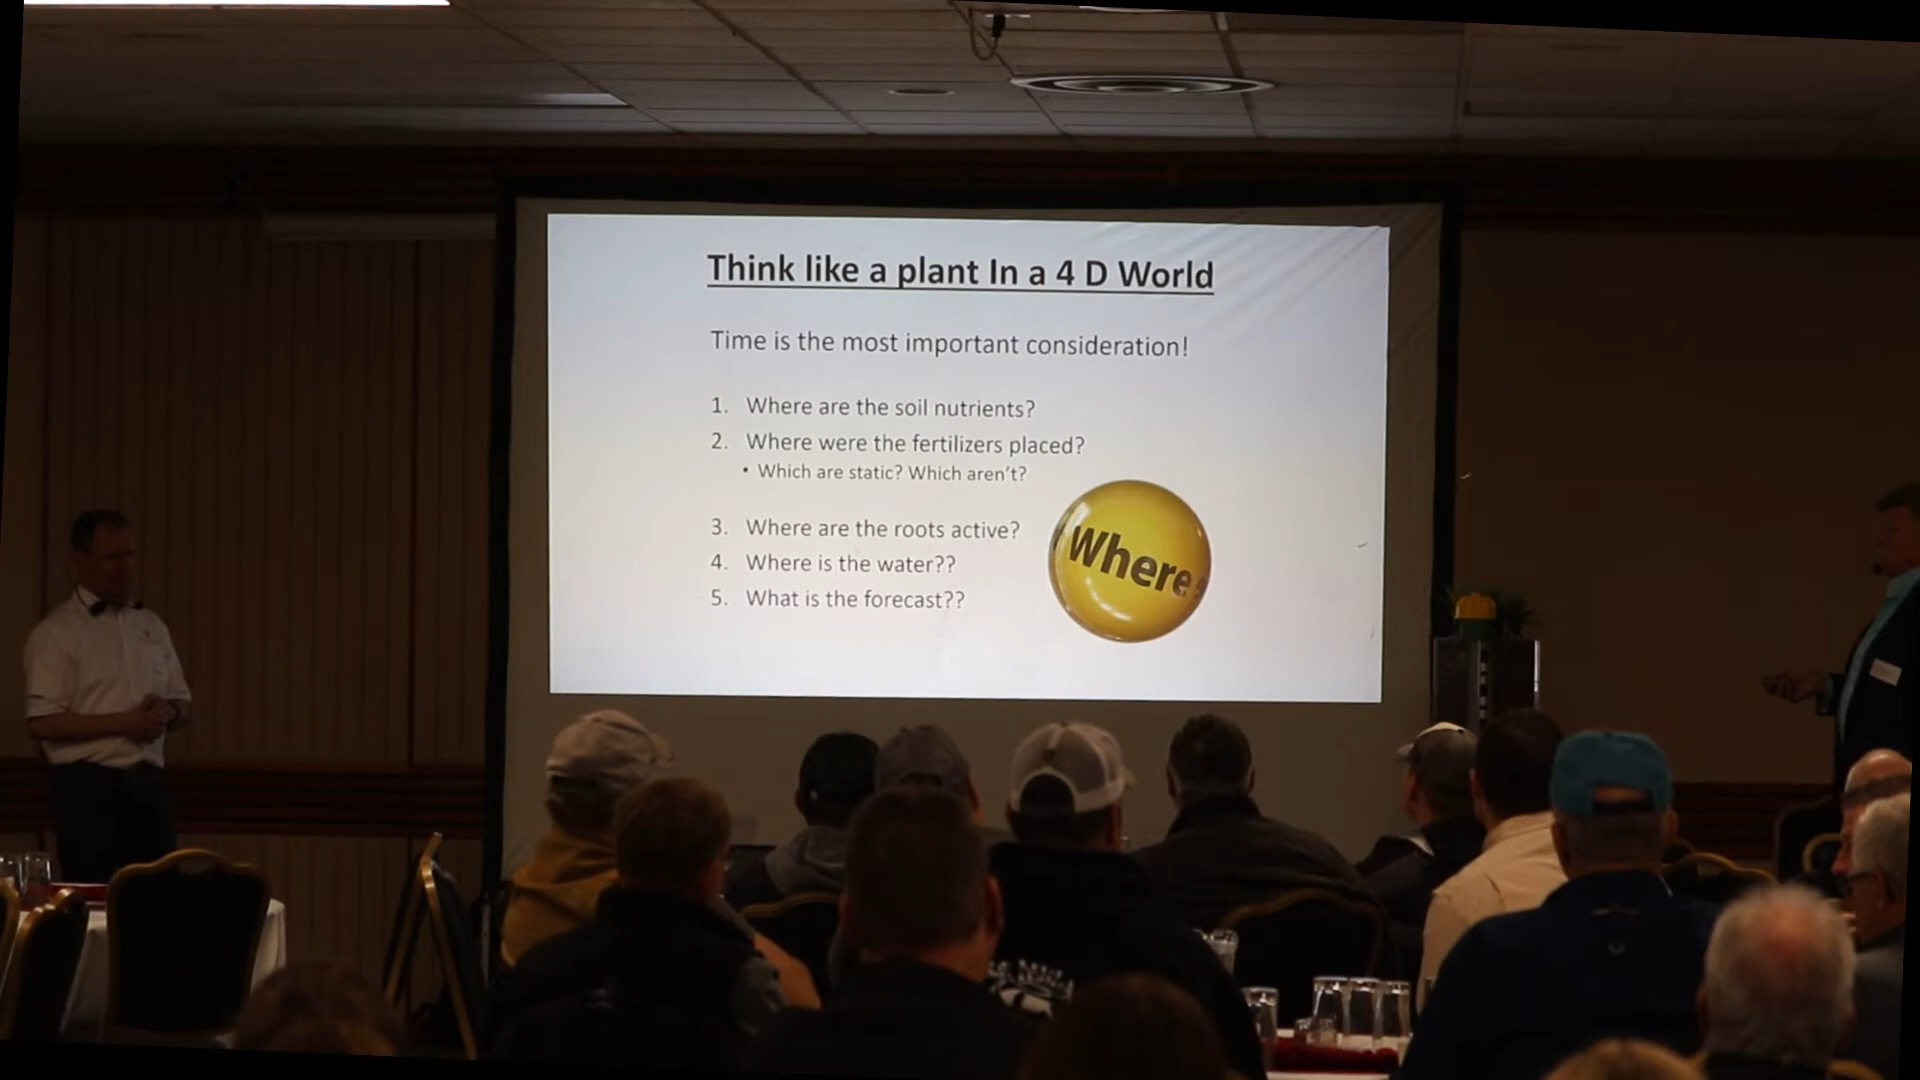 Think like a plant In a 4 D World
Time is the most important consideration!
1. Where are the soil nutrients?
2. Where were the fertilizers placed?
• Which are static? Which aren't?
3. Where are the roots active?
4. Where is the water??
5. What is the forecast??
Where